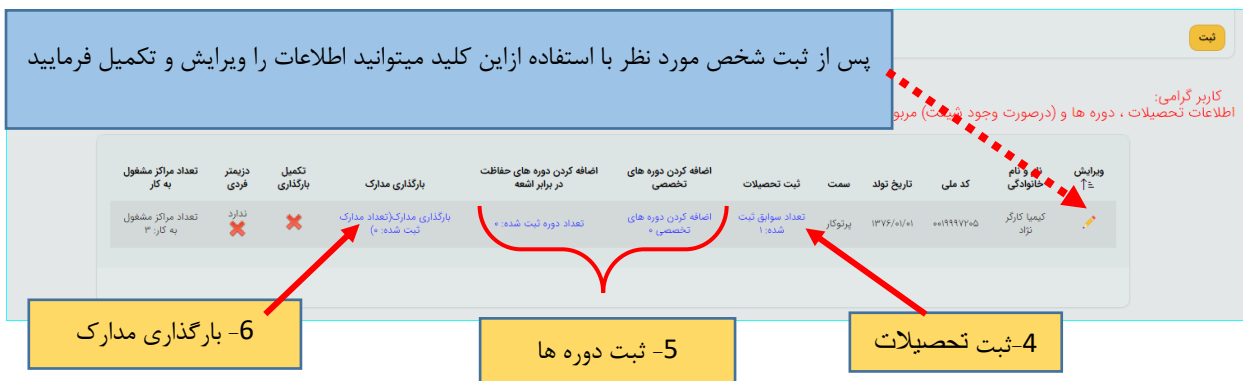 ثبت
پس از ثبت شخص مورد نظر با استفاده ازاین کلید میتوانید اطلاعات را ویرایش و تکمیل فرمایید
کاربر گرامی:
اطلاعات تحصیلات ، دوره ها و (درصورت وجود شیفت) مربو
ویرایش
نام و نام خانوادگی
کد ملی
تاریخ تولد
سمت
ثبت تحصیلات
اضافه کردن دوره های تخصصی
اضافه کردن دوره های حفاظت در برابر اشعه
بارگذاری مدارک
تکمیل بارگذاری
دزیمتر فردی
تعداد مراکز مشغول به کار
کیمیا کارگر نژاد
۰۰۱۹۹۹۷۲۰۵
۱۳۷۶/۰۱/۰۱
پرتوکار
تعداد سوابق ثبت شده: ۱
اضافه کردن دوره های تخصصی ۰
تعداد دوره ثبت شده: ۰
بارگذاری مدارک(تعداد مدارک ثبت شده: ۰)
ندارد
تعداد مراکز مشغول به کار: ۳
4-ثبت تحصیلات
5- ثبت دوره ها
6- بارگذاری مدارک